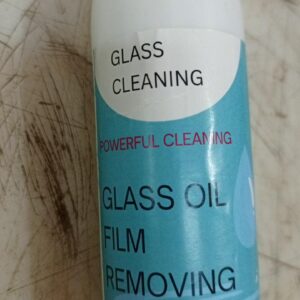 GLASS
CLEANING
POWERFUL CLEANING
GLASS OIL
FILM
REMOVING